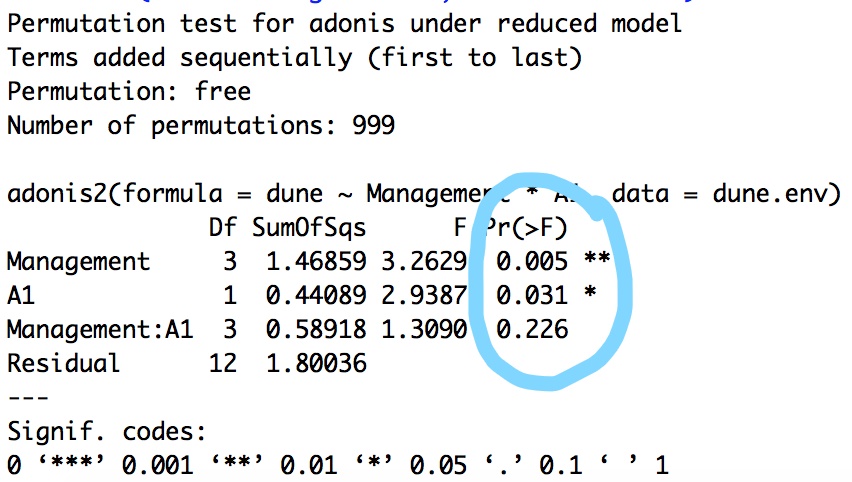 Permutation test for adonis under reduced model
Terms added sequentially (first to last)
Permutation: free
Number of permutations: 999
adonis2(formula = dune ~ Management * data = dune.env)
Df SumOfSqs F Pr(>F)
Management 3 1.46859 3.2629 0.005 **
A1 1 0.44089 2.9387 0.031 *
Management:A1 3 0.58918 1.3090 0.226
Residual 12 1.80036
---
Signif. codes:
0 ‘***’ 0.001 ‘**’ 0.01 ‘*’ 0.05 ‘.’ 0.1 ‘ ’ 1